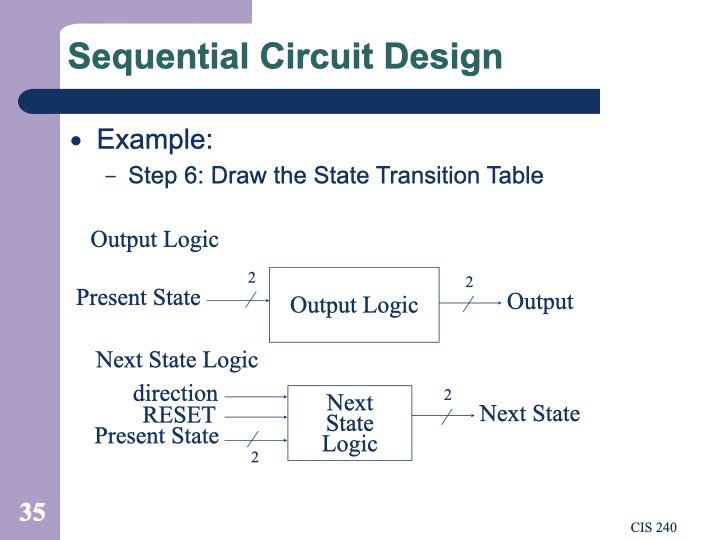 Sequential Circuit Design
• Example:
– Step 6: Draw the State Transition Table
Output Logic
2
2
Present State
Output Logic
Output
Next State Logic
direction
RESET
Present State
2
Next
State
Logic
2
Next State
35
CIS 240